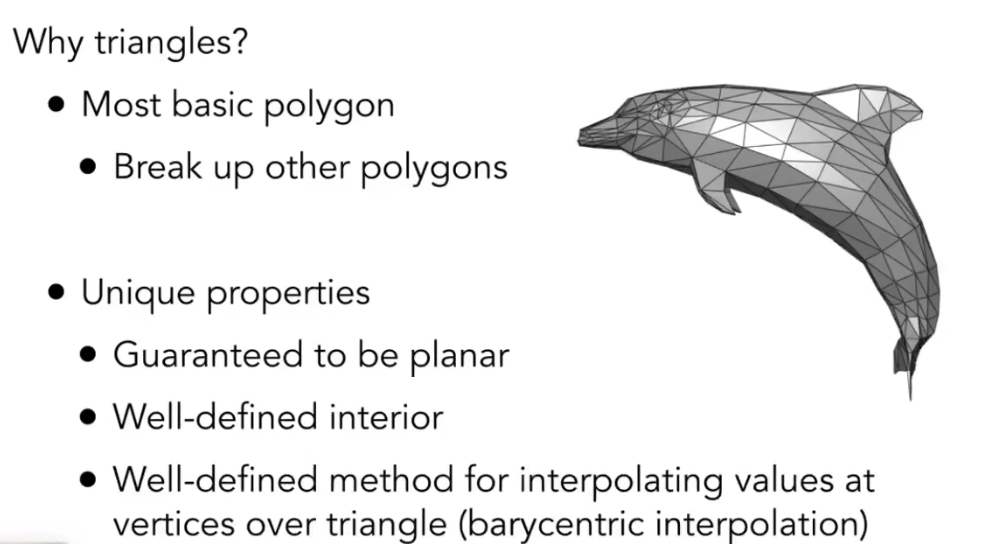 Why triangles?
• Most basic polygon
• Break up other polygons
• Unique properties
• Guaranteed to be planar
• Well-defined interior
• Well-defined method for interpolating values at
vertices over triangle (barycentric interpolation)